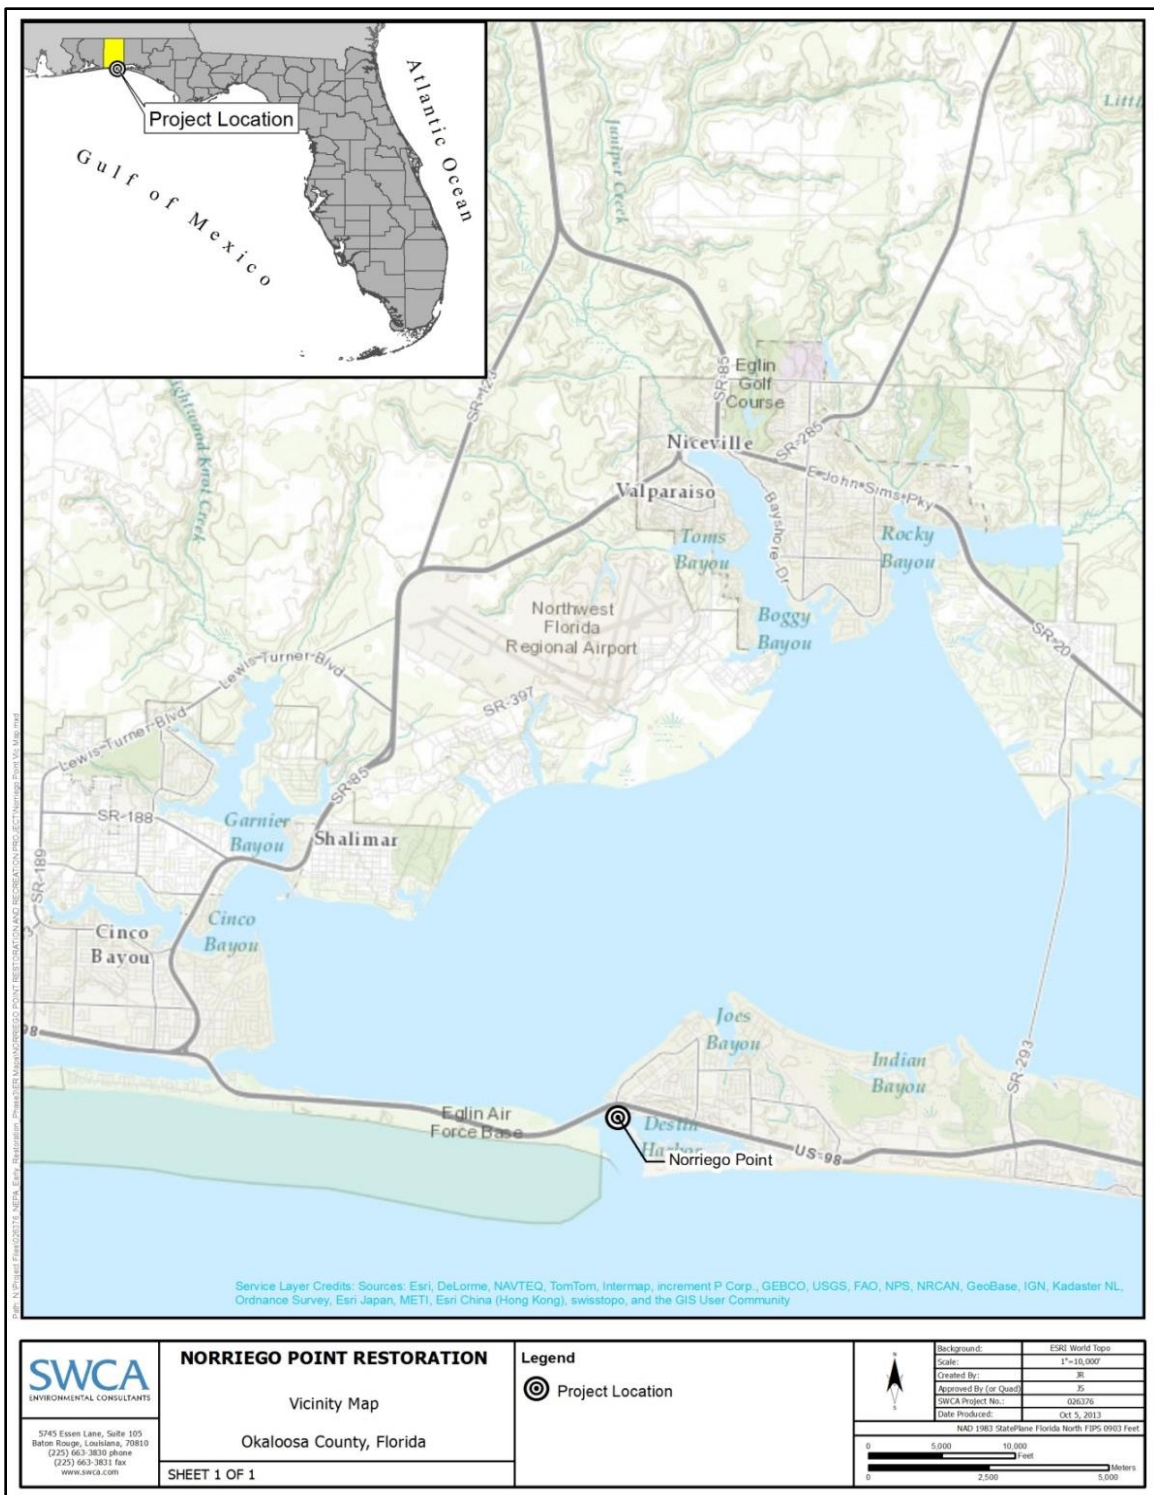 Project Location
Gulf of Mexico
Atlantic Ocean
Juniper Creek
SR-123
SR-85
Eglin
Golf
Course
Niceville
SR-285
E John Sims Pky
Valparaiso
Toms
Bayou
Bayshore Dr
Rocky
Bayou
Boggy
Bayou
Northwest
Florida
Regional Airport
SR-20
Lewis-Turner-Blvd
Lewis-Turner-Blvd
SR-397
SR-85
SR-188
Garnier
Bayou
Shalimar
SR-189
Cinco
Bayou
Cinco
Bayou
98
Joes
Bayou
Indian
Bayou
SR-293
Eglin Air
Force Base
Destin
Harbor
US-98
Norriego Point
Service Layer Credits: Sources: Esri, DeLorme, NAVTEQ, TomTom, Intermap, increment P Corp., GEBCO, USGS, FAO, NPS, NRCAN, GeoBase, IGN, Kadaster NL,
Ordnance Survey, Esri Japan, METI, Esri China (Hong Kong), swisstopo, and the GIS User Community
SWCA
ENVIRONMENTAL CONSULTANTS
5745 Essen Lane, Suite 105
Baton Rouge, Louisiana, 70810
(225) 663-3830 phone
(225) 663-3831 fax
www.swca.com
NORRIEGO POINT RESTORATION
Vicinity Map
Okaloosa County, Florida
SHEET 1 OF 1
Legend
Project Location
N
S
Background: ESRI World Topo
Scale: 1"=10,000'
Created By: JR
Approved By (or Quad) JS
SWCA Project No.: 026376
Date Produced: Oct 5, 2013
NAD 1983 StatePlane Florida North FIPS 0903 Feet
0 5,000 10,000
Feet
Meters
0 2,500 5,000